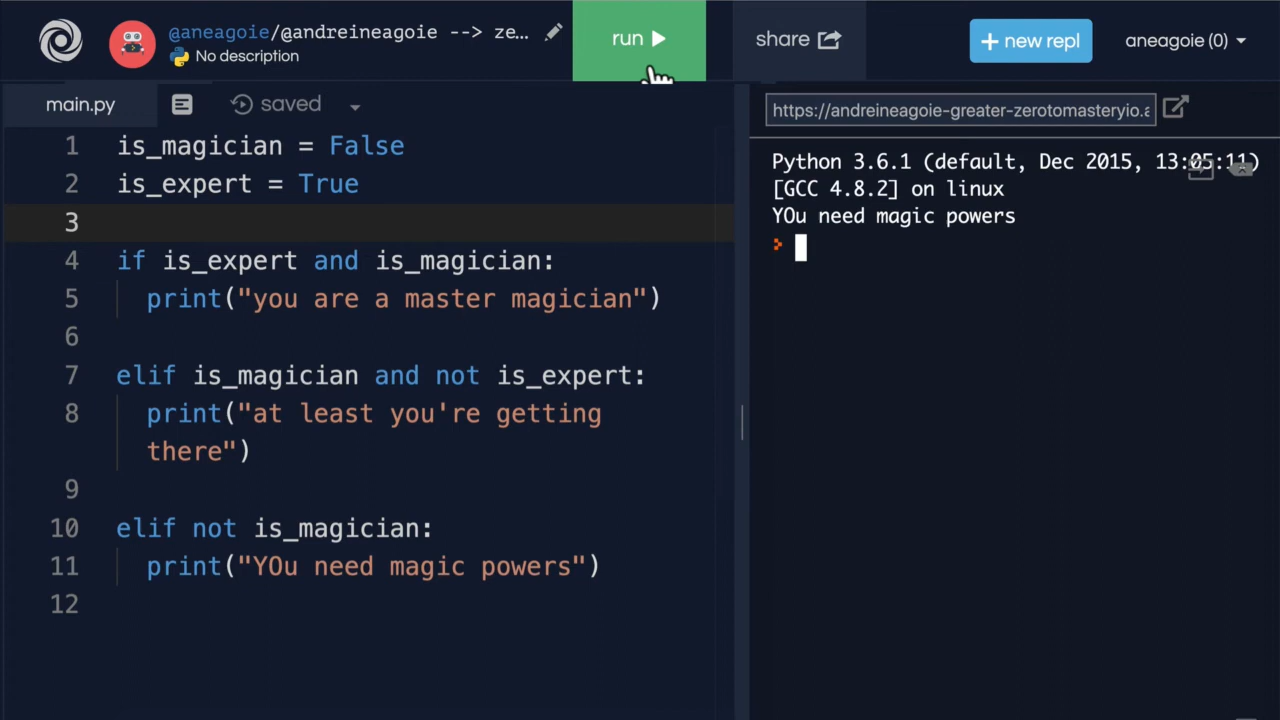 @aneagoie/@andreineagoie --> ze...
No description
run
share
+ new repl
aneagoie (0)
main.py
saved
https://andreineagoie-greater-zerotomasteryio.a
1 is_magician = False
2 is_expert = True
3
4 if is_expert and is_magician:
5 print("you are a master magician")
6
7 elif is_magician and not is_expert:
8 print("at least you're getting
there")
9
10 elif not is_magician:
11 print("YOu need magic powers")
12
Python 3.6.1 (default, Dec 2015, 13:05:11)
[GCC 4.8.2] on linux
YOu need magic powers